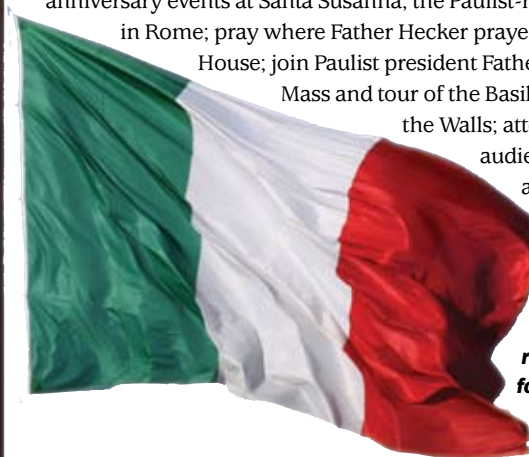 anniversary events at Santa Susanna, the Paulist-
in Rome; pray where Father Hecker praye
House; join Paulist president Fathe
Mass and tour of the Basil
the Walls; att
audie
a
r
fo